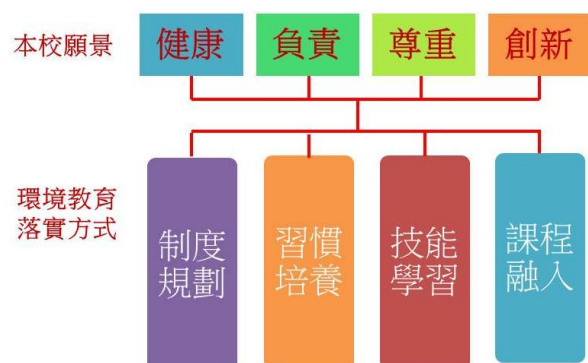 本校願景
健康
負責
尊重
創新
環境教育
落實方式
制度
規劃
習慣
培養
技能
學習
課程
融入